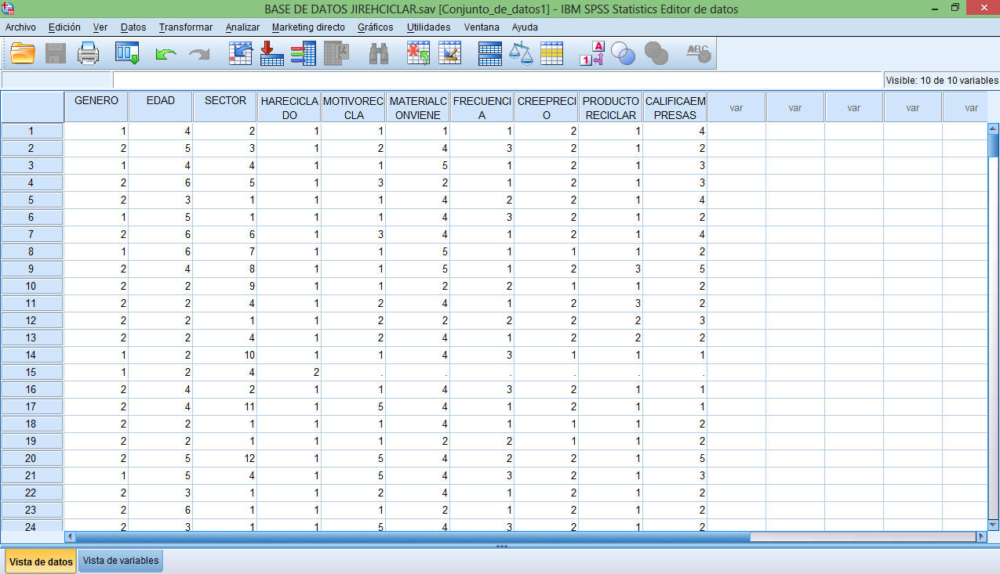 BASE DE DATOS JIREHCICLAR.sav [Conjunto_de_datos1] - IBM SPSS Statistics Editor de datos
Archivo Edición Ver Datos Transformar Analizar Marketing directo Gráficos Utilidades Ventana Ayuda
Visible: 10 de 10 variables
GENERO EDAD SECTOR HARECICLADO MOTIVORECCLA MATERIALCONVIENE FRECUENCIA CREEPRECIO PRODUCTORECICLAR CALIFICAEMPRESAS var var var var var
1 1 4 2 1 1 1 1 2 1 4
2 2 5 3 1 2 4 3 2 1 2
3 1 4 4 1 1 5 1 2 1 3
4 2 6 5 1 3 2 1 2 1 3
5 2 3 1 1 1 4 2 2 1 4
6 1 5 1 1 1 4 3 2 1 2
7 2 6 6 1 3 4 1 2 1 4
8 1 6 7 1 1 5 1 1 1 2
9 2 4 8 1 1 5 1 2 3 5
10 2 2 9 1 1 2 2 1 1 2
11 2 2 4 1 2 4 1 2 3 2
12 2 2 1 1 2 2 2 2 2 3
13 2 2 4 1 2 4 1 2 2 2
14 1 2 10 1 1 4 3 1 1 1
15 1 2 4 2 . . . . . .
16 2 4 2 1 1 4 3 2 1 1
17 2 4 11 1 5 4 1 2 1 1
18 2 2 1 1 1 4 1 1 1 2
19 2 2 1 1 1 2 2 1 1 2
20 2 5 12 1 5 4 2 2 1 5
21 1 5 4 1 5 4 3 2 1 3
22 2 3 1 1 2 4 1 2 1 2
23 2 6 1 1 1 2 1 2 1 2
24 2 3 1 1 5 4 3 2 1 2
Vista de datos Vista de variables